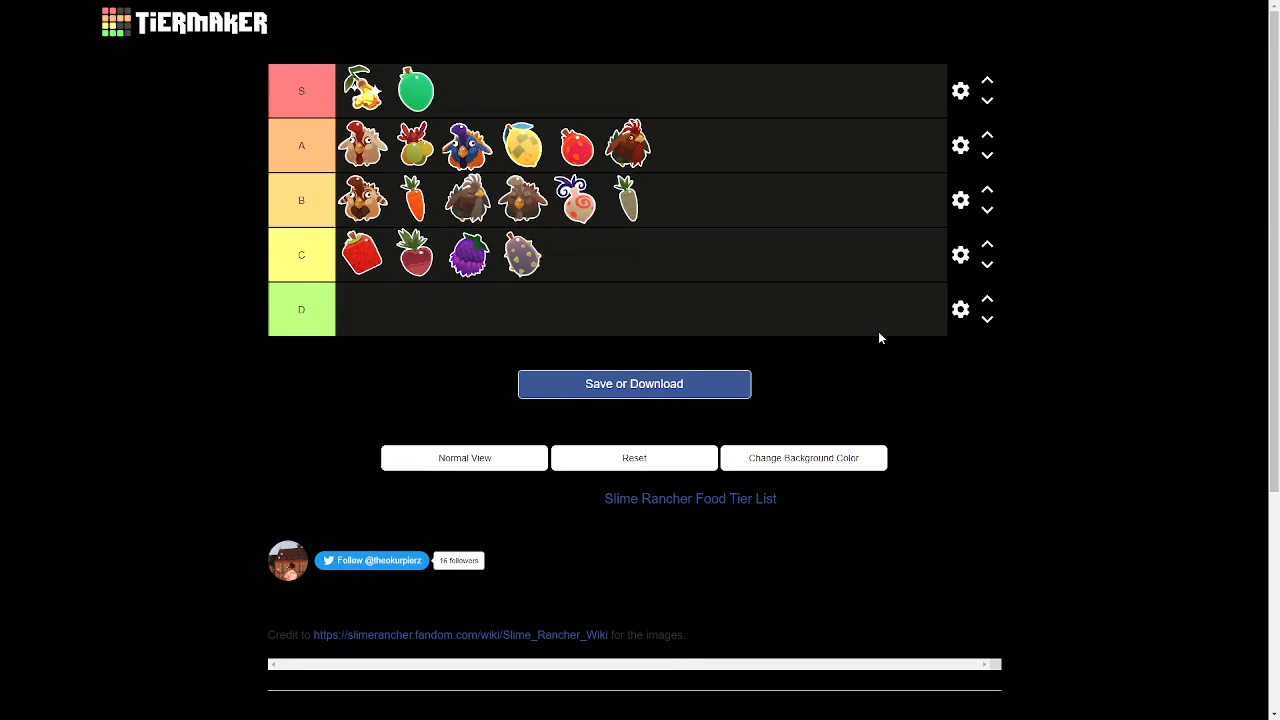 TiERMAKER
S
A
B
C
D
Save or Download
Normal View
Reset
Change Background Color
Slime Rancher Food Tier List
Follow @theokurpierz
16 followers
Credit to https://slimerancher.fandom.com/wiki/Slime_Rancher_Wiki for the images.